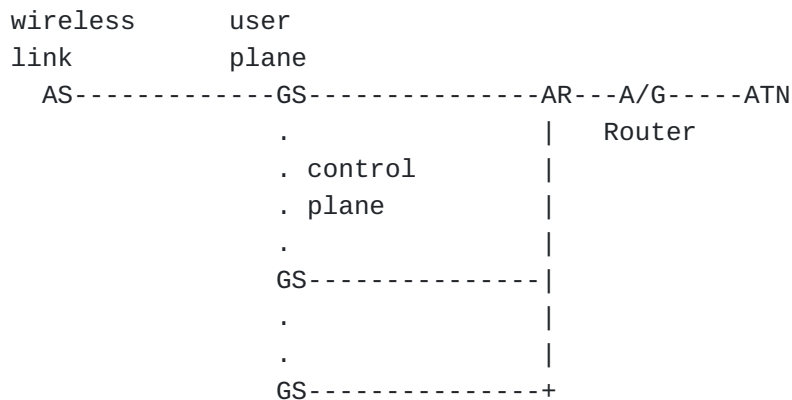 wireless      user
link          plane
  AS-------------GS---------------AR---A/G-----ATN
                 .                |   Router
                 . control        |
                 . plane          |
                 .                |
                 GS---------------|
                 .                |
                 .                |
                 GS---------------+